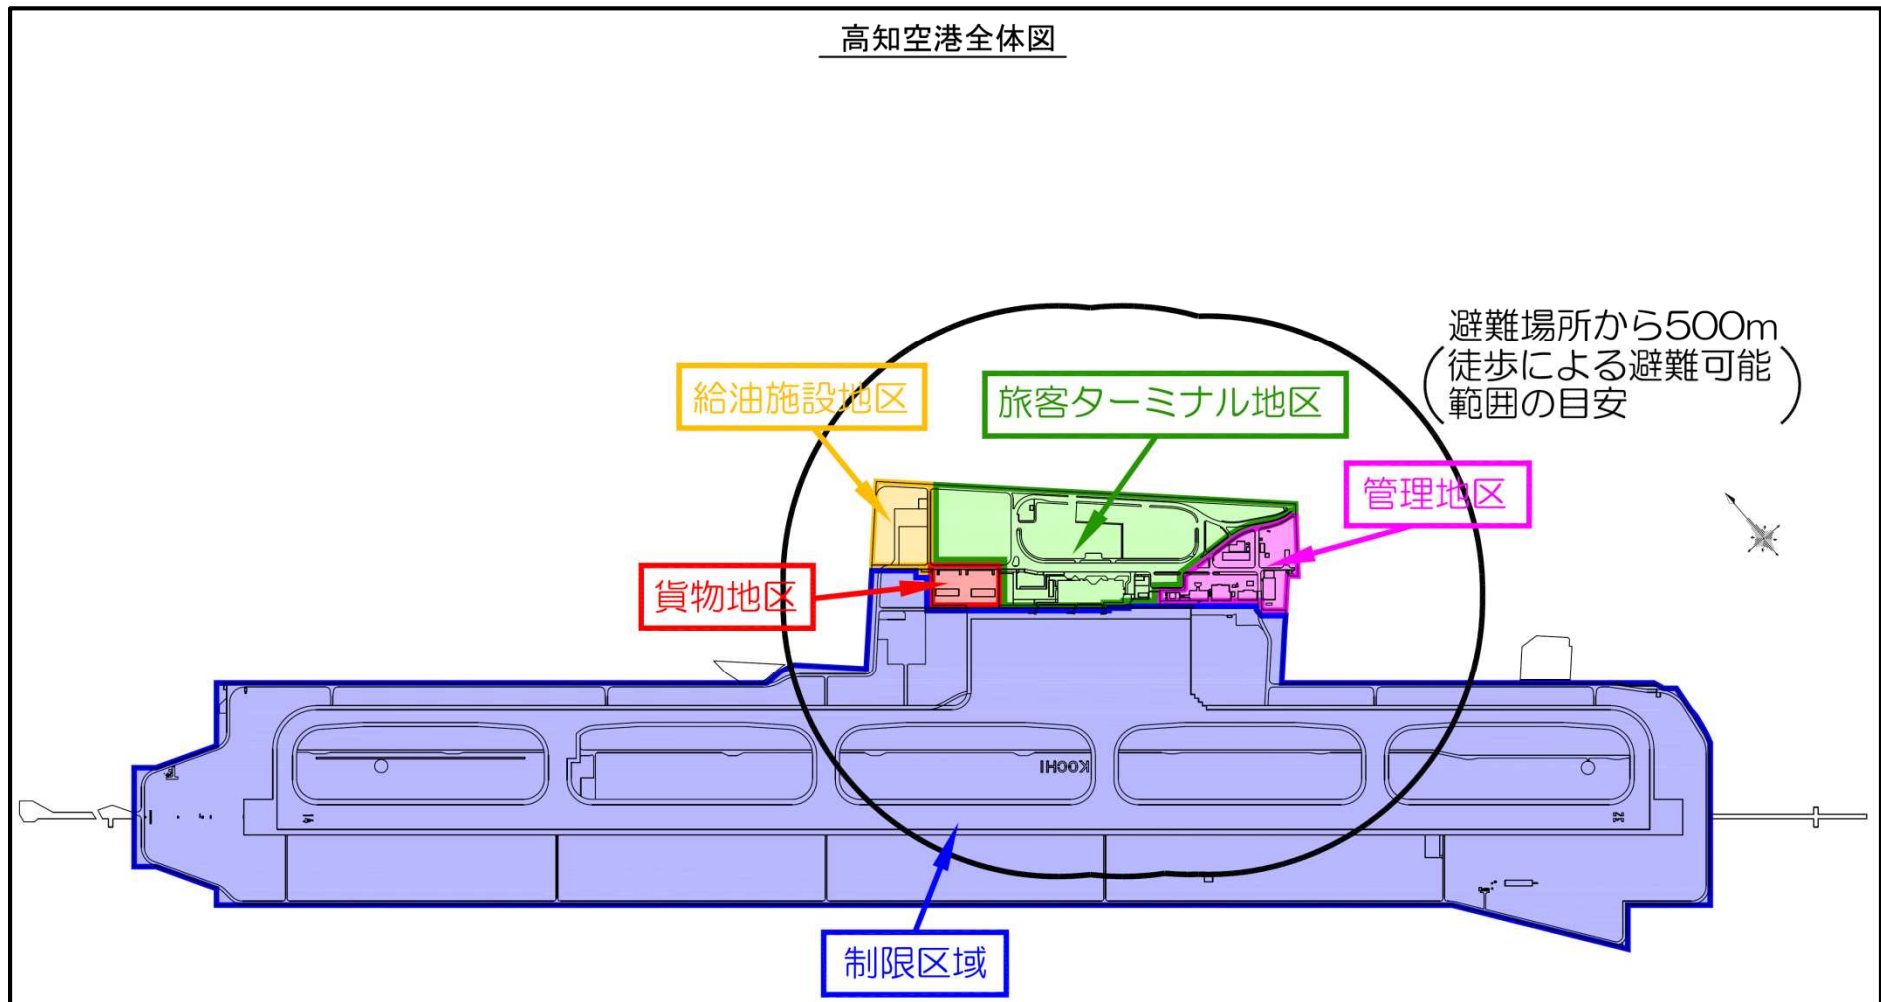 高知空港全体図
避難場所から500m
(徒歩による避難可能
範囲の目安)
給油施設地区
旅客ターミナル地区
管理地区
貨物地区
KOCHI
14
32
制限区域